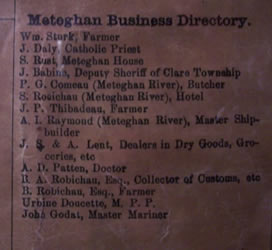 Meteghan Business Directory.
Wm. Sturk, Farmer
J. Daly, Catholic Priest
S. Rust, Meteghan House
J. Babine, Deputy Sheriff of Clare Township
P. G. Comeau (Meteghan River), Butcher
S. Robichau (Meteghan River), Hotel
J. P. Thibadeau, Farmer
A. I. Raymond (Meteghan River), Master Ship-
builder
J. S. & A. Lent, Dealers in Dry Goods, Gro-
ceries, etc
A. D. Patten, Doctor
R. A. Robichau, Esq., Collector of Customs, etc
B. Robichau, Esq., Farmer
Urbine Doucette, M. P. P.
John Godat, Master Mariner